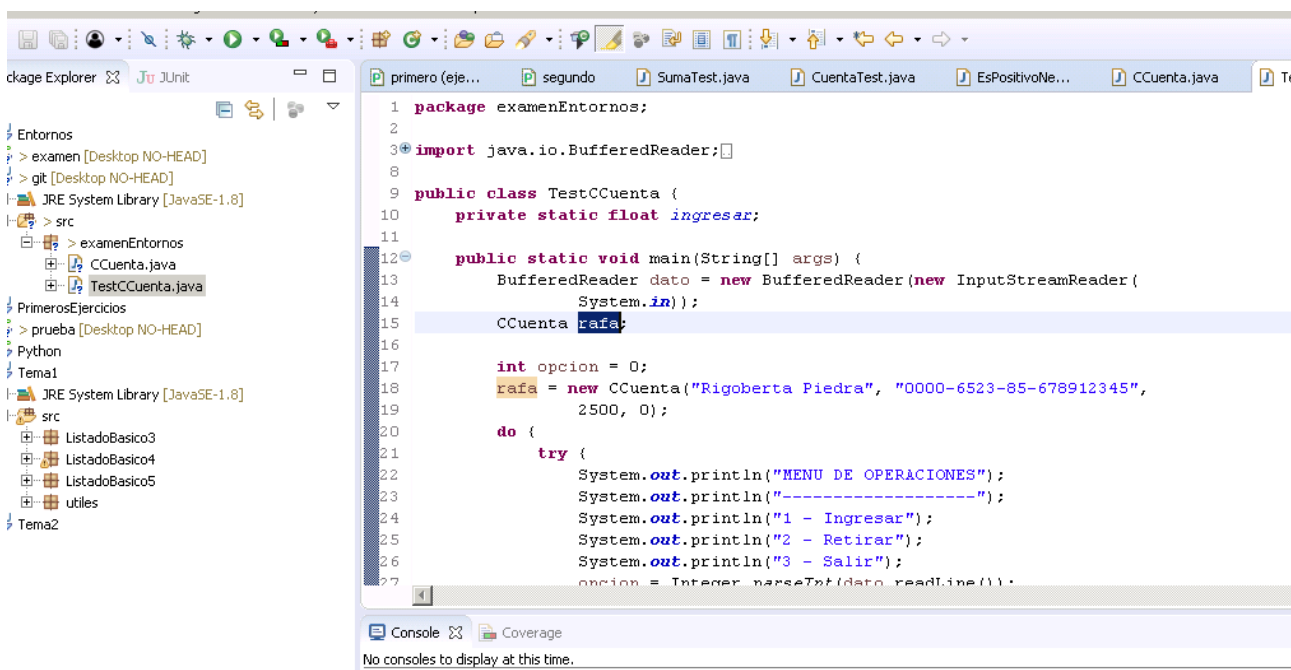 ckage Explorer JUnit
primero (eje... segundo SumaTest.java CuentaTest.java EsPositivoNe... CCuenta.java
Entornos
> examen [Desktop NO-HEAD]
> git [Desktop NO-HEAD]
JRE System Library [JavaSE-1.8]
> src
> examenEntornos
CCuenta.java
TestCCuenta.java
PrimerosEjercicios
> prueba [Desktop NO-HEAD]
Python
Tema1
JRE System Library [JavaSE-1.8]
src
ListadoBasico3
ListadoBasico4
ListadoBasico5
utiles
Tema2
1 package examenEntornos;
2
3 import java.io.BufferedReader;
8
9 public class TestCCuenta {
10 private static float ingresar;
11
12 public static void main(String[] args) {
13 BufferedReader dato = new BufferedReader(new InputStreamReader(
14 System.in));
15 CCuenta rafa;
16
17 int opcion = 0;
18 rafa = new CCuenta("Rigoberta Piedra", "0000-6523-85-678912345",
19 2500, 0);
20 do {
21 try {
22 System.out.println("MENU DE OPERACIONES");
23 System.out.println("-------------------");
24 System.out.println("1 - Ingresar");
25 System.out.println("2 - Retirar");
26 System.out.println("3 - Salir");
27 opcion = Integer.parseInt(dato.readLine());
Console Coverage
No consoles to display at this time.